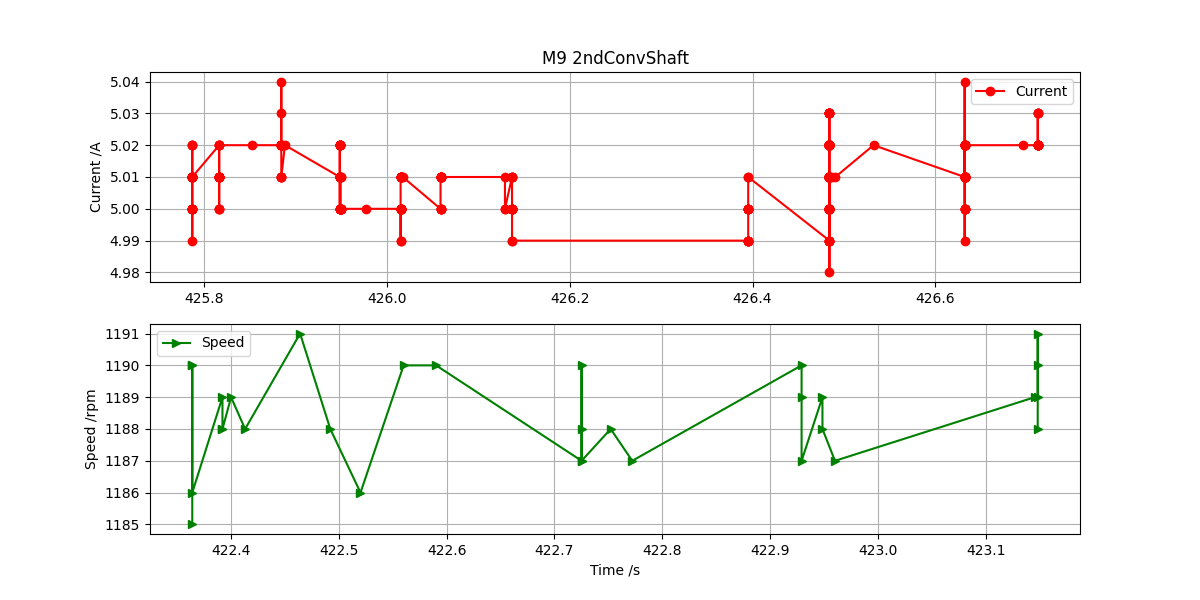 M9 2ndConvShaft
5.04
5.03
5.02
5.01
5.00
4.99
4.98
Current /A
Current
425.8 426.0 426.2 426.4 426.6
1191
1190
1189
1188
1187
1186
1185
Speed /rpm
Speed
422.4 422.5 422.6 422.7 422.8 422.9 423.0 423.1
Time /s